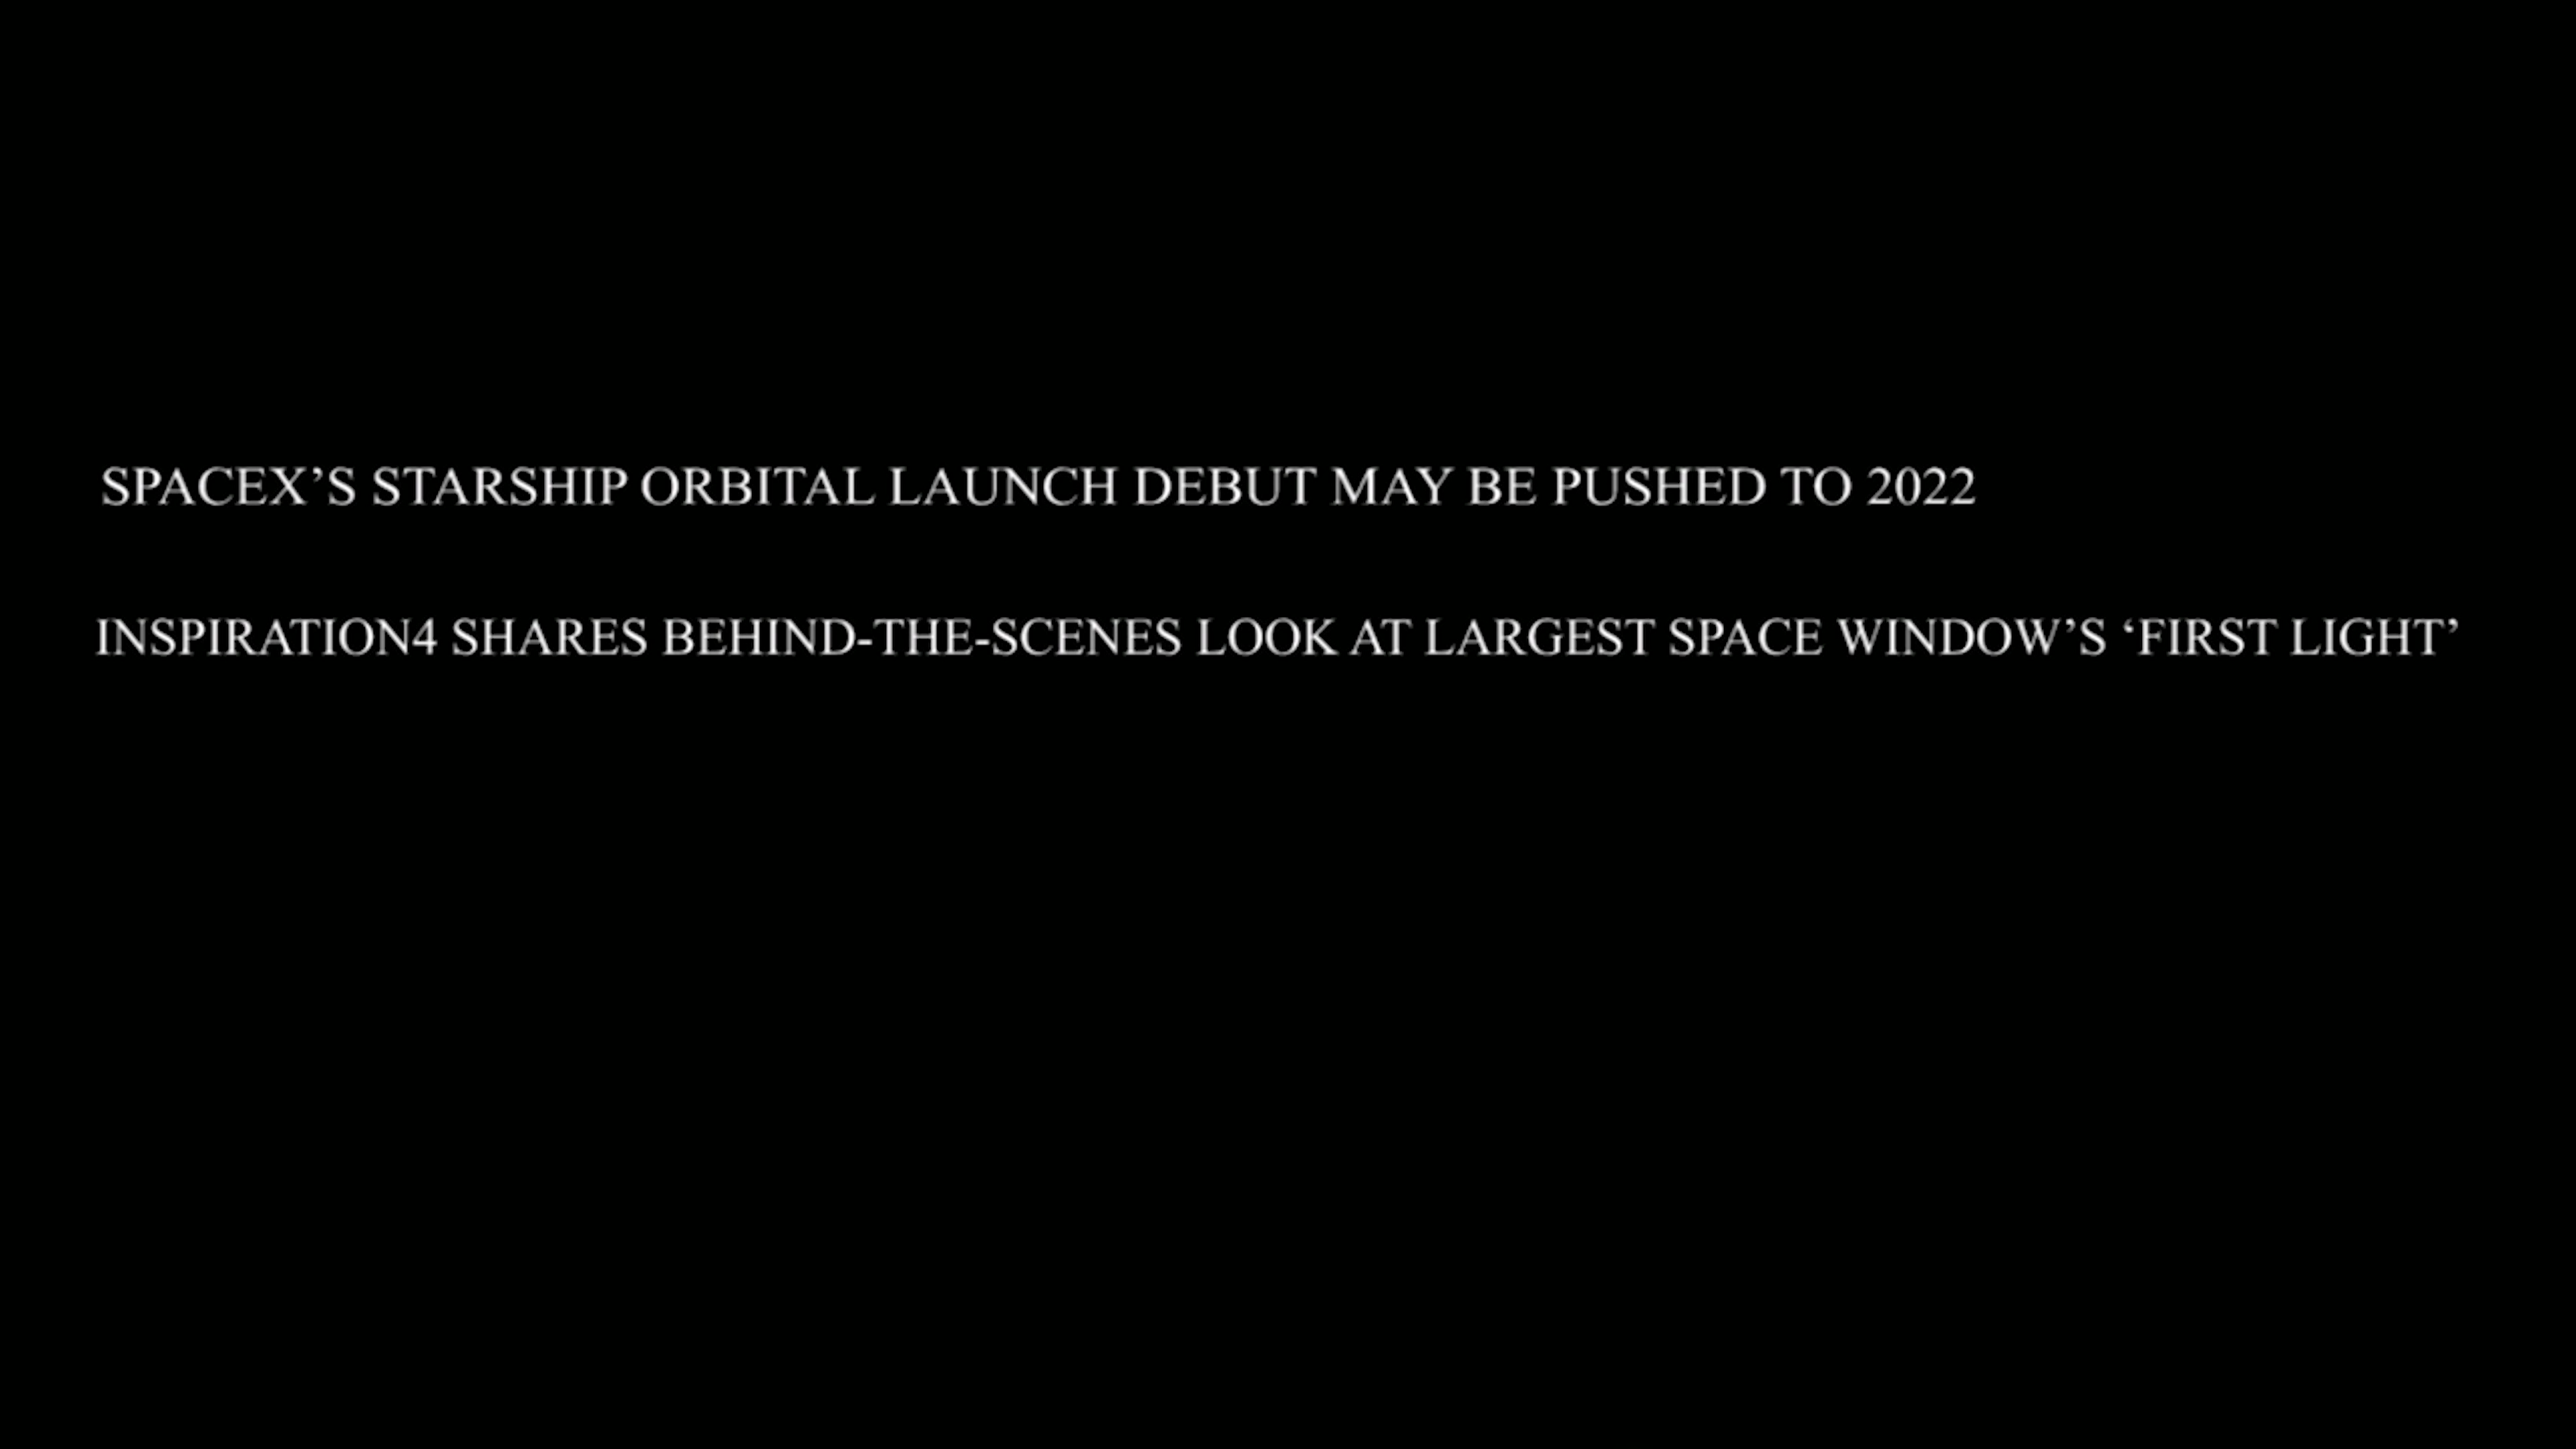 SPACEX’S STARSHIP ORBITAL LAUNCH DEBUT MAY BE PUSHED TO 2022
INSPIRATION4 SHARES BEHIND-THE-SCENES LOOK AT LARGEST SPACE WINDOW’S ‘FIRST LIGHT’